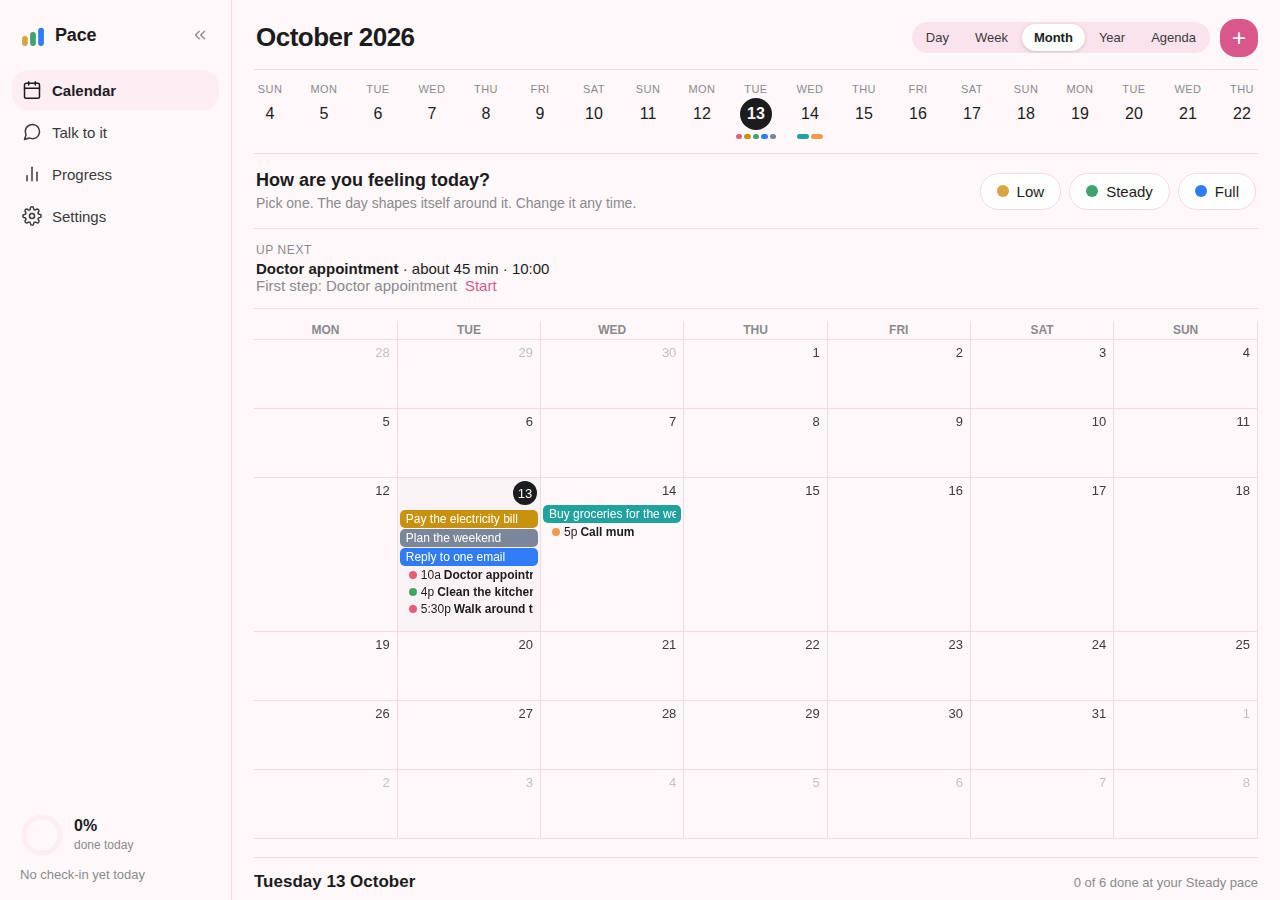 Pace
Calendar
Talk to it
Progress
Settings
0%
done today
No check-in yet today
October 2026
Day Week Month Year Agenda
SUN MON TUE WED THU FRI SAT SUN MON TUE WED THU FRI SAT SUN MON TUE WED THU
4 5 6 7 8 9 10 11 12 13 14 15 16 17 18 19 20 21 22
How are you feeling today?
Pick one. The day shapes itself around it. Change it any time.
Low Steady Full
UP NEXT
Doctor appointment · about 45 min · 10:00
First step: Doctor appointment Start
MON TUE WED THU FRI SAT SUN
28 29 30 1 2 3 4
5 6 7 8 9 10 11
12 13 14 15 16 17 18
Pay the electricity bill
Plan the weekend
Reply to one email
10a Doctor appointr
4p Clean the kitcher
5:30p Walk around t
Buy groceries for the we
5p Call mum
19 20 21 22 23 24 25
26 27 28 29 30 31 1
2 3 4 5 6 7 8
Tuesday 13 October
0 of 6 done at your Steady pace